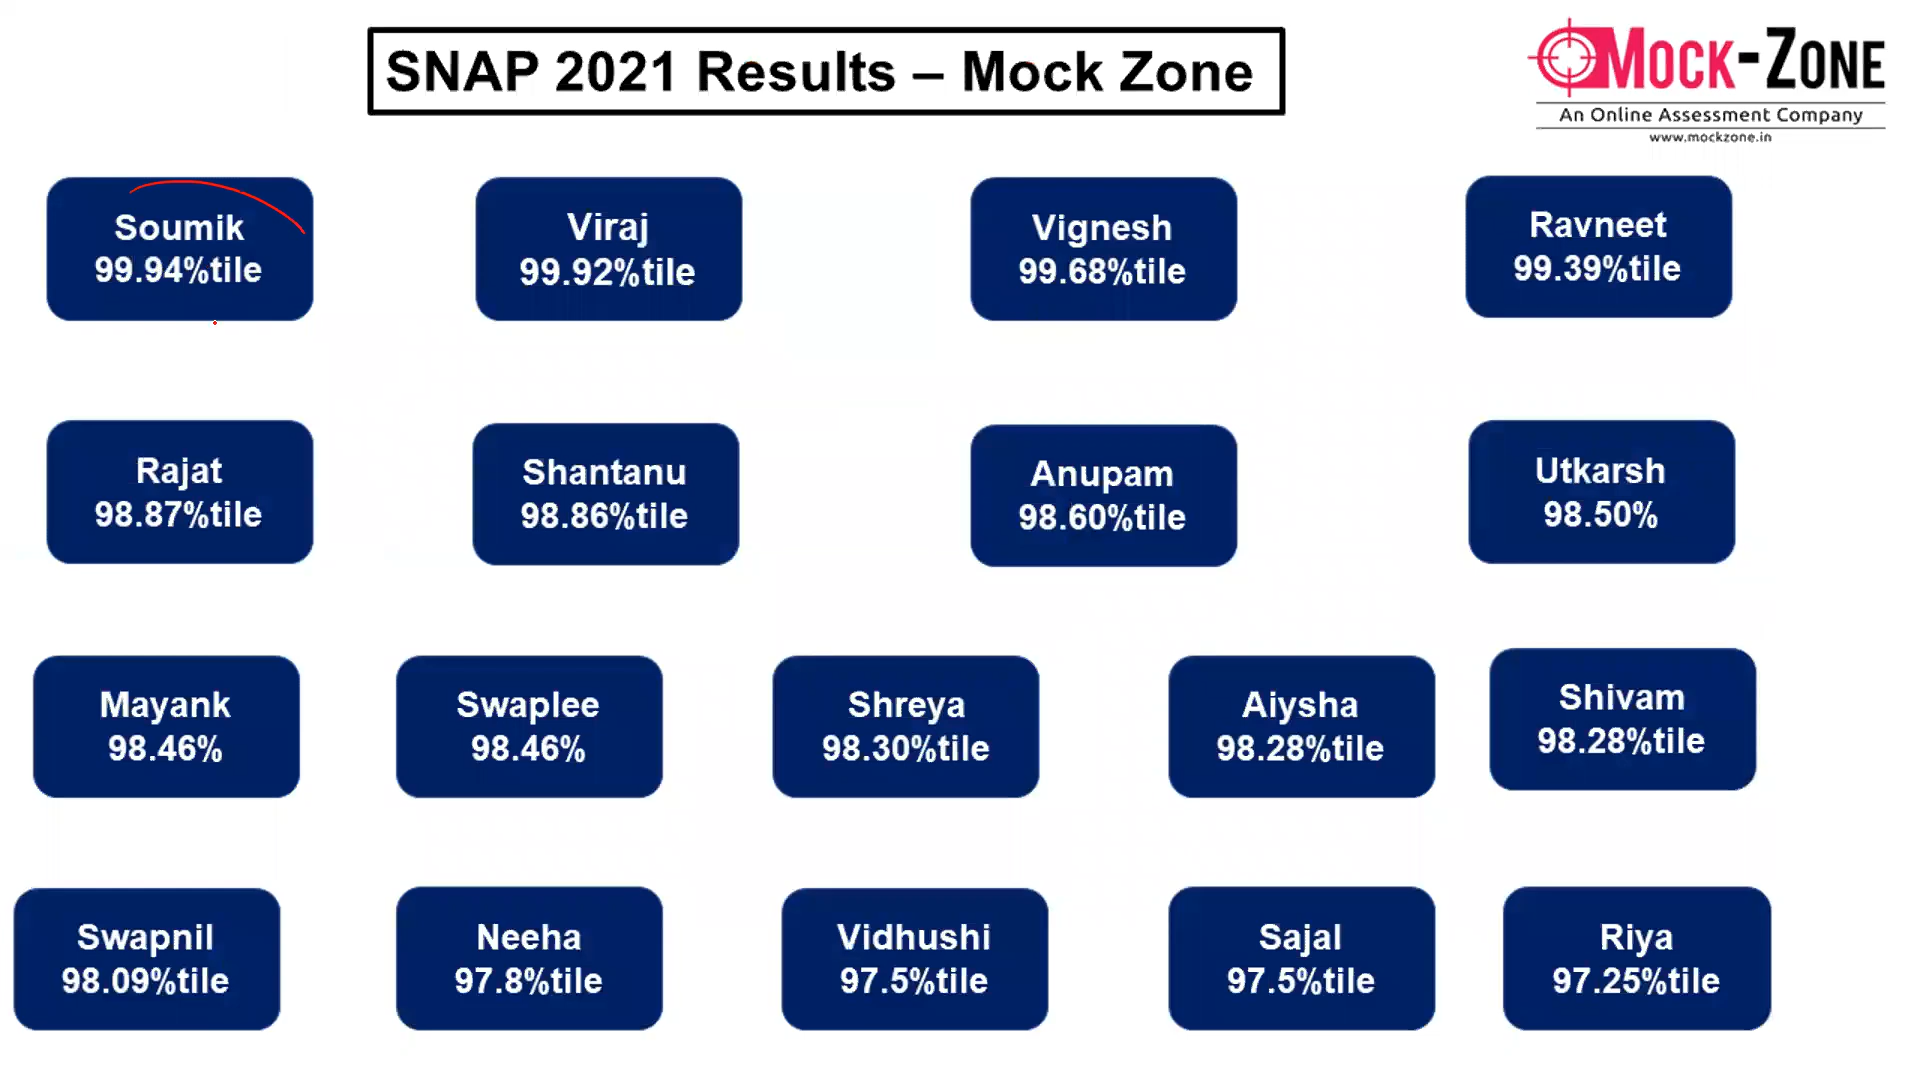 SNAP 2021 Results – Mock Zone
MOCK-ZONE
An Online Assessment Company
www.mockzone.in
Soumik
99.94%tile
Viraj
99.92%tile
Vignesh
99.68%tile
Ravneet
99.39%tile
Rajat
98.87%tile
Shantanu
98.86%tile
Anupam
98.60%tile
Utkarsh
98.50%
Mayank
98.46%
Swaplee
98.46%
Shreya
98.30%tile
Aiysha
98.28%tile
Shivam
98.28%tile
Swapnil
98.09%tile
Neeha
97.8%tile
Vidhushi
97.5%tile
Sajal
97.5%tile
Riya
97.25%tile